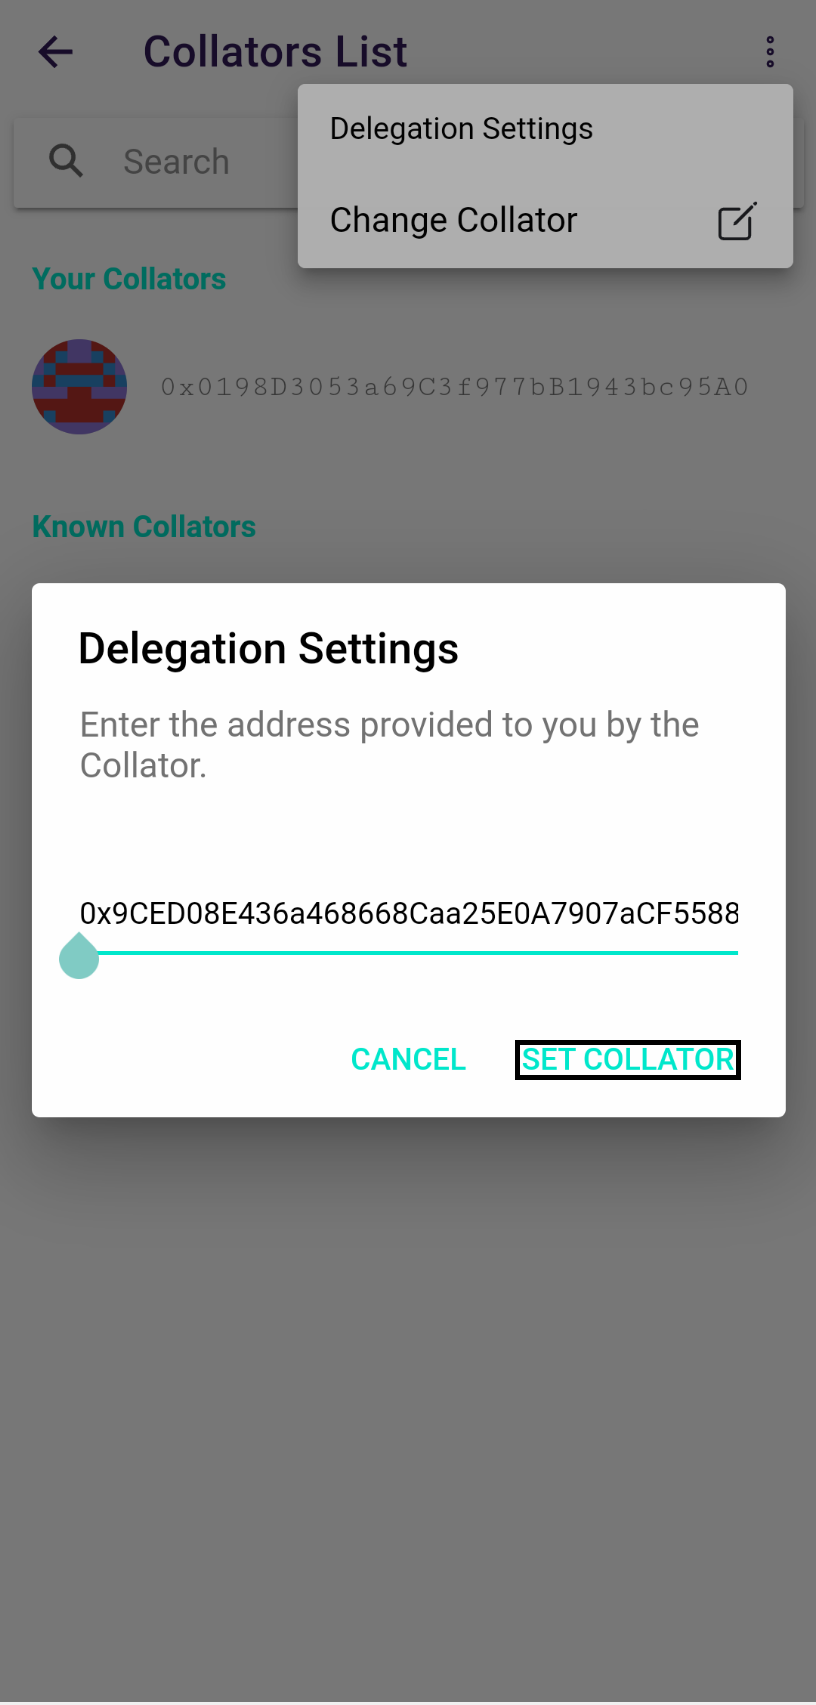 Collators List
Delegation Settings
Search
Change Collator
Your Collators
0x0198D3053a69C3f977bB1943bc95A0
Known Collators
Delegation Settings
Enter the address provided to you by the
Collator.
0x9CED08E436a468668Caa25E0A7907aCF5588
CANCEL
SET COLLATOR